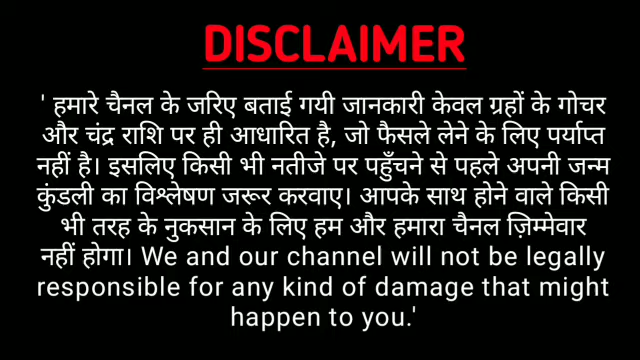 DISCLAIMER
' हमारे चैनल के जरिए बताई गयी जानकारी केवल ग्रहों के गोचर
और चंद्र राशि पर ही आधारित है, जो फैसले लेने के लिए पर्याप्त
नहीं है। इसलिए किसी भी नतीजे पर पहुँचने से पहले अपनी जन्म
कुंडली का विश्लेषण जरूर करवाए। आपके साथ होने वाले किसी
भी तरह के नुकसान के लिए हम और हमारा चैनल ज़िम्मेवार
नहीं होगा। We and our channel will not be legally
responsible for any kind of damage that might
happen to you.'